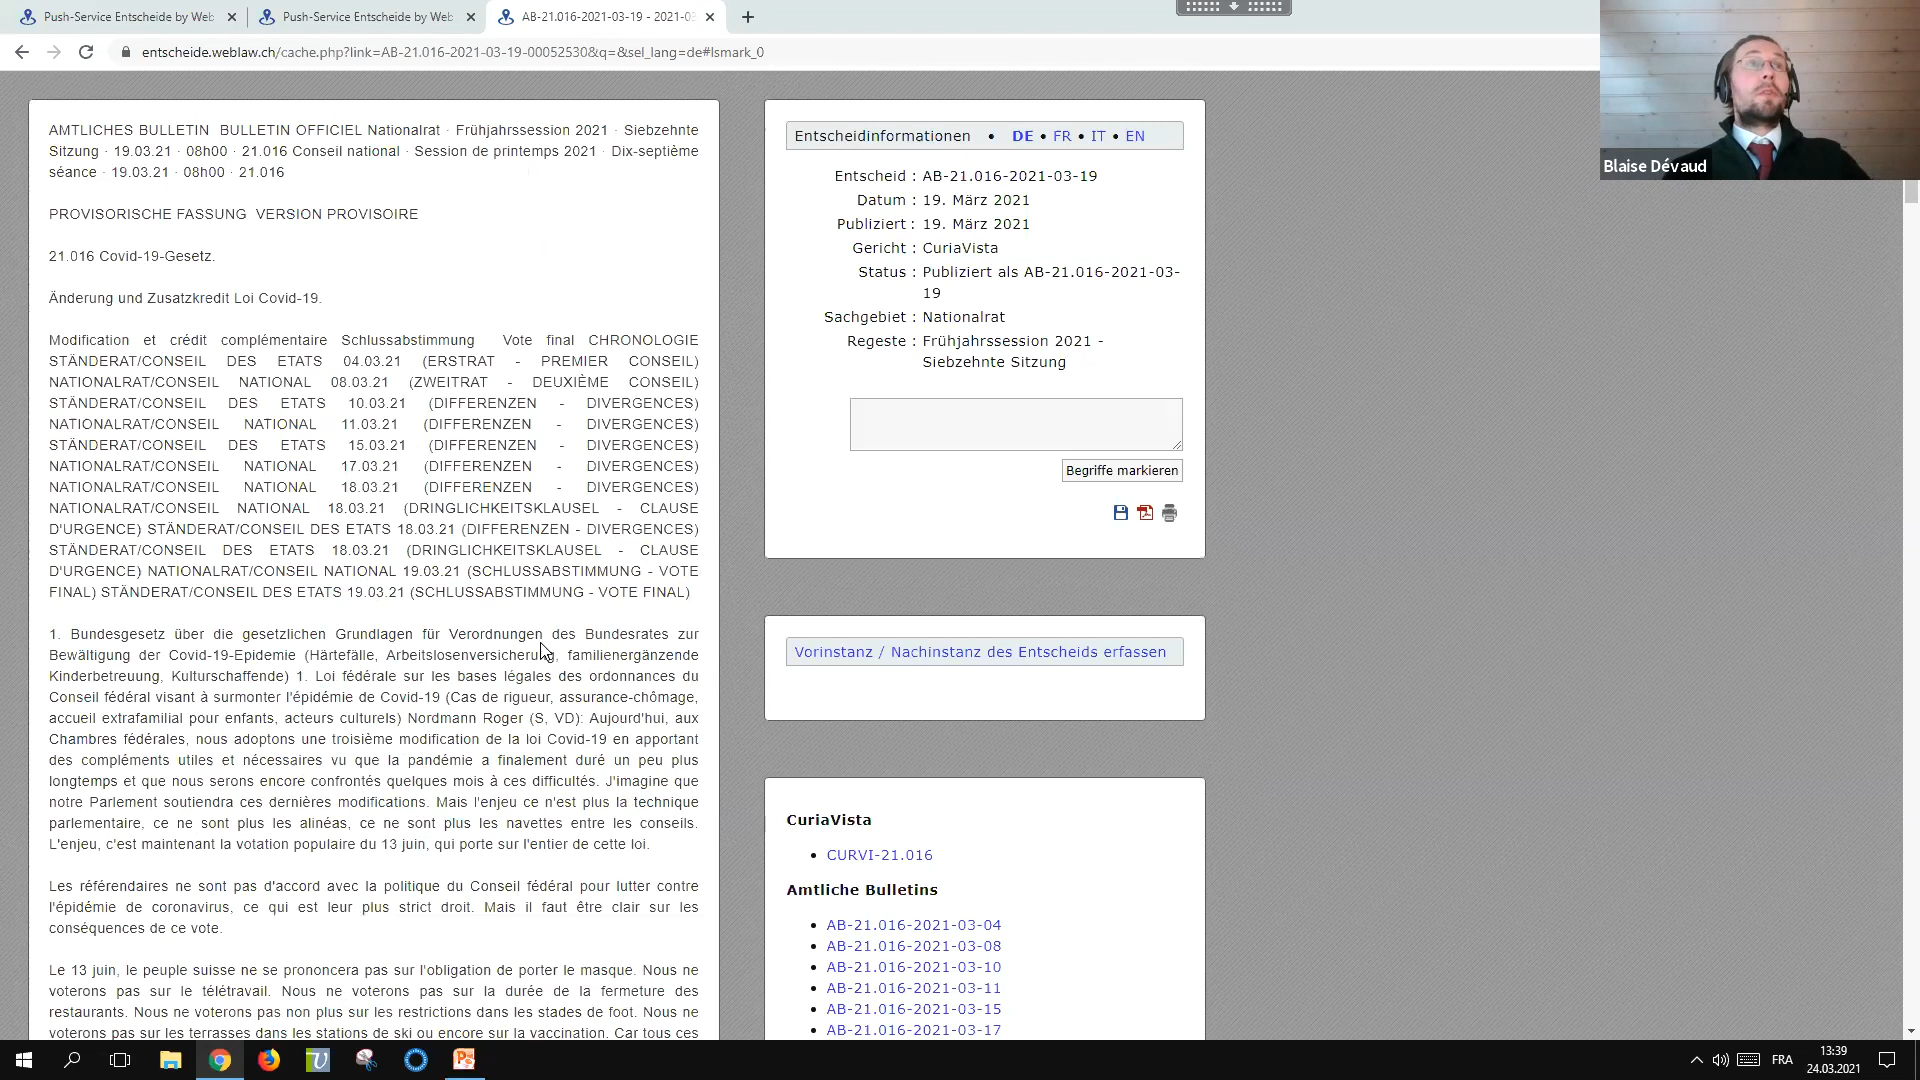 Push-Service Entscheide by Web
Push-Service Entscheide by Web
AB-21.016-2021-03-19 - 2021-03
entscheide.weblaw.ch/cache.php?link=AB-21.016-2021-03-19-00052530&q=&sel_lang=de#lsmark_0
Blaise Dévaud
AMTLICHES BULLETIN BULLETIN OFFICIEL Nationalrat · Frühjahrssession 2021 · Siebzehnte
Sitzung · 19.03.21 · 08h00 · 21.016 Conseil national · Session de printemps 2021 · Dix-septième
séance · 19.03.21 · 08h00 · 21.016
PROVISORISCHE FASSUNG VERSION PROVISOIRE
21.016 Covid-19-Gesetz.
Änderung und Zusatzkredit Loi Covid-19.
Modification et crédit complémentaire Schlussabstimmung Vote final CHRONOLOGIE
STÄNDERAT/CONSEIL DES ETATS 04.03.21 (ERSTRAT - PREMIER CONSEIL)
NATIONALRAT/CONSEIL NATIONAL 08.03.21 (ZWEITRAT - DEUXIÈME CONSEIL)
STÄNDERAT/CONSEIL DES ETATS 10.03.21 (DIFFERENZEN - DIVERGENCES)
NATIONALRAT/CONSEIL NATIONAL 11.03.21 (DIFFERENZEN - DIVERGENCES)
STÄNDERAT/CONSEIL DES ETATS 15.03.21 (DIFFERENZEN - DIVERGENCES)
NATIONALRAT/CONSEIL NATIONAL 17.03.21 (DIFFERENZEN - DIVERGENCES)
NATIONALRAT/CONSEIL NATIONAL 18.03.21 (DIFFERENZEN - DIVERGENCES)
NATIONALRAT/CONSEIL NATIONAL 18.03.21 (DRINGLICHKEITSKLAUSEL - CLAUSE
D'URGENCE) STÄNDERAT/CONSEIL DES ETATS 18.03.21 (DIFFERENZEN - DIVERGENCES)
STÄNDERAT/CONSEIL DES ETATS 18.03.21 (DRINGLICHKEITSKLAUSEL - CLAUSE
D'URGENCE) NATIONALRAT/CONSEIL NATIONAL 19.03.21 (SCHLUSSABSTIMMUNG - VOTE
FINAL) STÄNDERAT/CONSEIL DES ETATS 19.03.21 (SCHLUSSABSTIMMUNG - VOTE FINAL)
1. Bundesgesetz über die gesetzlichen Grundlagen für Verordnungen des Bundesrates zur
Bewältigung der Covid-19-Epidemie (Härtefälle, Arbeitslosenversicherung, familienergänzende
Kinderbetreuung, Kulturschaffende) 1. Loi fédérale sur les bases légales des ordonnances du
Conseil fédéral visant à surmonter l'épidémie de Covid-19 (Cas de rigueur, assurance-chômage,
accueil extrafamilial pour enfants, acteurs culturels) Nordmann Roger (S, VD): Aujourd'hui, aux
Chambres fédérales, nous adoptons une troisième modification de la loi Covid-19 en apportant
des compléments utiles et nécessaires vu que la pandémie a finalement duré un peu plus
longtemps et que nous serons encore confrontés quelques mois à ces difficultés. J'imagine que
notre Parlement soutiendra ces dernières modifications. Mais l'enjeu ce n'est plus la technique
parlementaire, ce ne sont plus les alinéas, ce ne sont plus les navettes entre les conseils.
L'enjeu, c'est maintenant la votation populaire du 13 juin, qui porte sur l'entier de cette loi.
Les référendaires ne sont pas d'accord avec la politique du Conseil fédéral pour lutter contre
l'épidémie de coronavirus, ce qui est leur plus strict droit. Mais il faut être clair sur les
conséquences de ce vote.
Le 13 juin, le peuple suisse ne se prononcera pas sur l'obligation de porter le masque. Nous ne
voterons pas sur le télétravail. Nous ne voterons pas sur la durée de la fermeture des
restaurants. Nous ne voterons pas non plus sur les restrictions dans les stades de foot. Nous ne
voterons pas sur les terrasses dans les stations de ski ou encore sur la vaccination. Car tous ces
Entscheidinformationen • DE • FR • IT • EN
Entscheid : AB-21.016-2021-03-19
Datum : 19. März 2021
Publiziert : 19. März 2021
Gericht : CuriaVista
Status : Publiziert als AB-21.016-2021-03-
19
Sachgebiet : Nationalrat
Regeste : Frühjahrssession 2021 -
Siebzehnte Sitzung
Begriffe markieren
Vorinstanz / Nachinstanz des Entscheids erfassen
CuriaVista
• CURVI-21.016
Amtliche Bulletins
• AB-21.016-2021-03-04
• AB-21.016-2021-03-08
• AB-21.016-2021-03-10
• AB-21.016-2021-03-11
• AB-21.016-2021-03-15
• AB-21.016-2021-03-17
FRA
13:39
24.03.2021